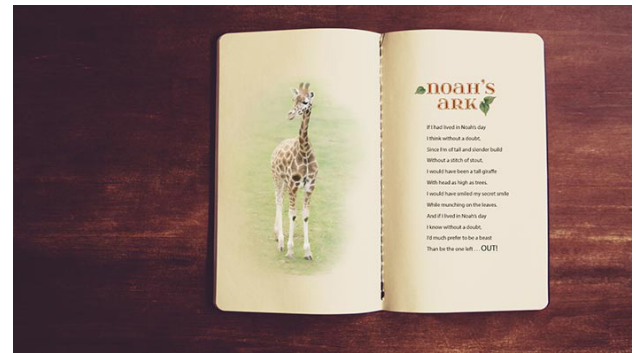 NOAH'S
ARK
If I had lived in Noah's day
I think without a doubt,
Since I'm of tall and slender build
Without a stitch of stout,
I would have been a tall giraffe
With head as high as trees.
I would have smiled my secret smile
While munching on the leaves.
And if I lived in Noah's day
I know without a doubt,
I'd much prefer to be a beast
Than be the one left . . . OUT!